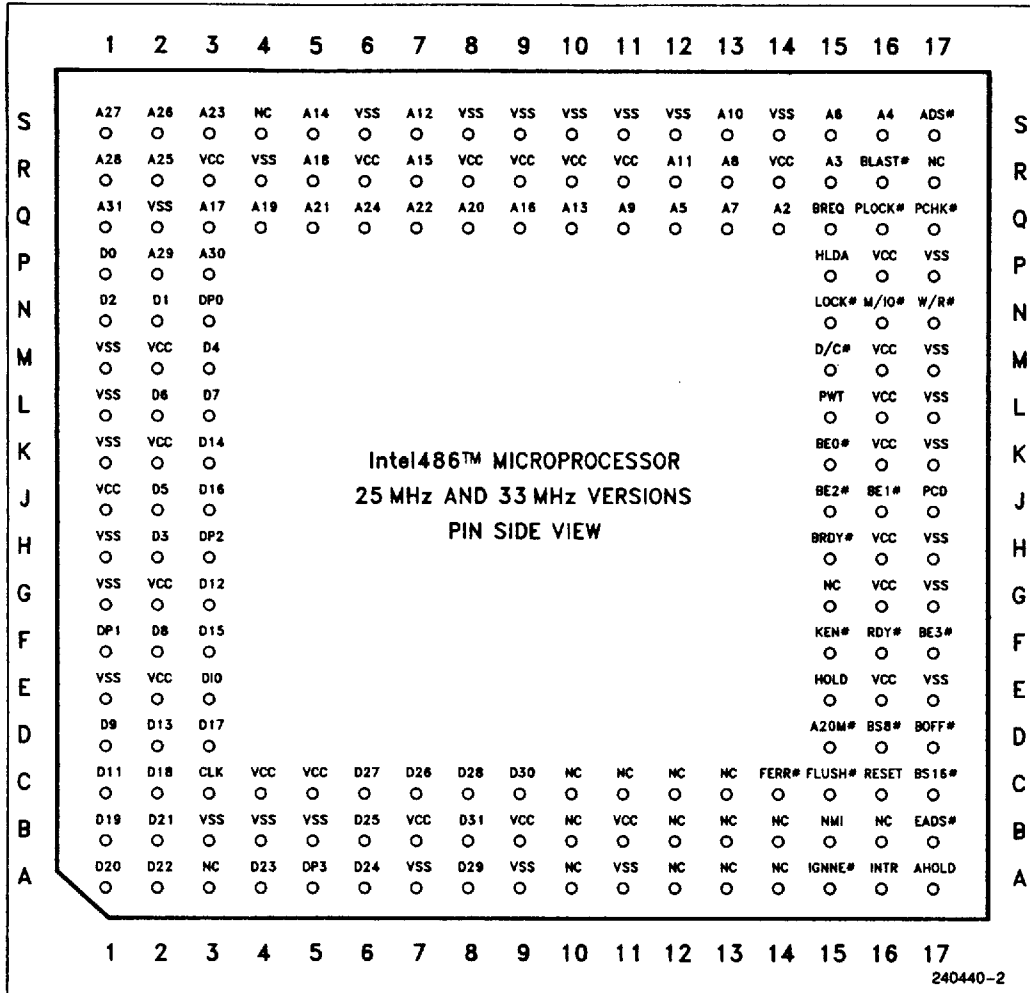 1 2 3 4 5 6 7 8 9 10 11 12 13 14 15 16 17
S A27 A26 A23 NC A14 VSS A12 VSS VSS VSS VSS VSS A10 VSS A6 A4 ADS# S
R A28 A25 VCC VSS A18 VCC A15 VCC VCC VCC VCC A11 A8 VCC A3 BLAST# NC R
Q A31 VSS A17 A19 A21 A24 A22 A20 A16 A13 A9 A5 A7 A2 BREQ PLOCK# PCHK# Q
P D0 A29 A30 HLDA VCC VSS P
N D2 D1 DP0 LOCK# M/IO# W/R# N
M VSS VCC D4 D/C# VCC VSS M
L VSS D6 D7 PWT VCC VSS L
K VSS VCC D14 BE0# VCC VSS K
Intel486™ MICROPROCESSOR
J VCC D5 D16 BE2# BE1# PCD J
25 MHz AND 33 MHz VERSIONS
PIN SIDE VIEW
H VSS D3 DP2 BRDY# VCC VSS H
G VSS VCC D12 NC VCC VSS G
F DP1 D8 D15 KEN# RDY# BE3# F
E VSS VCC DIO HOLD VCC VSS E
D D9 D13 D17 A20M# BS8# BOFF# D
C D11 D18 CLK VCC VCC D27 D26 D28 D30 NC NC NC NC FERR# FLUSH# RESET BS16# C
B D19 D21 VSS VSS VSS D25 VCC D31 VCC NC VCC NC NC NC NMI NC EADS# B
A D20 D22 NC D23 DP3 D24 VSS D29 VSS NC VSS NC NC NC IGNNE# INTR AHOLD A
1 2 3 4 5 6 7 8 9 10 11 12 13 14 15 16 17
240440-2